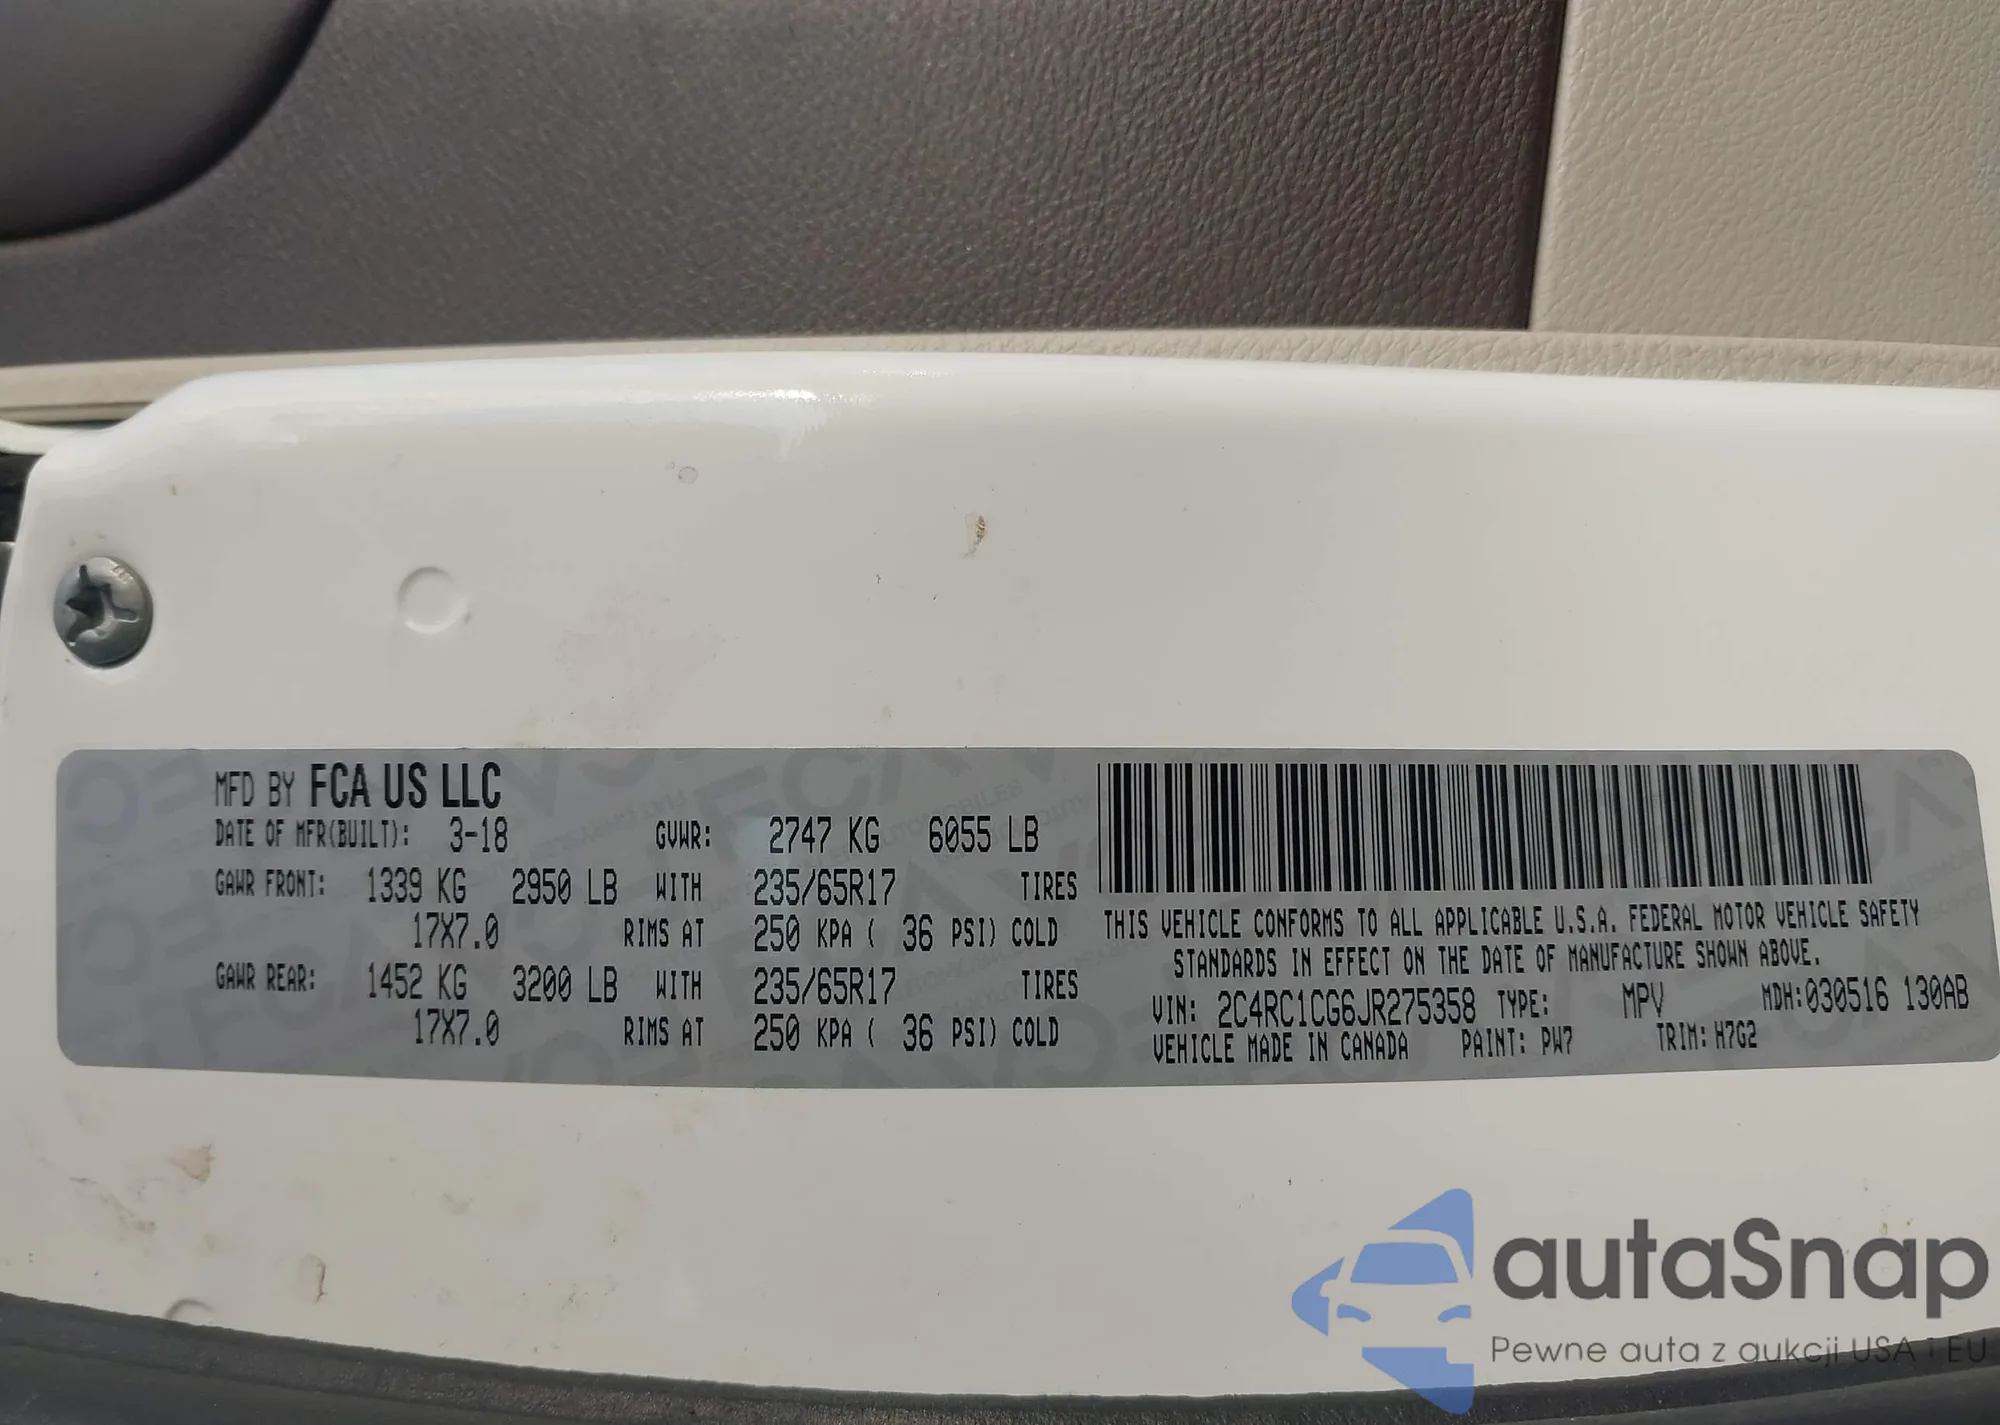 MFD BY FCA US LLC
DATE OF MFR(BUILT): 3-18 GVWR: 2747 KG 6055 LB
GAWR FRONT: 1339 KG 2950 LB WITH 235/65R17 TIRES
17X7.0 RIMS AT 250 KPA ( 36 PSI) COLD
GAWR REAR: 1452 KG 3200 LB WITH 235/65R17 TIRES
17X7.0 RIMS AT 250 KPA ( 36 PSI) COLD
THIS VEHICLE CONFORMS TO ALL APPLICABLE U.S.A. FEDERAL MOTOR VEHICLE SAFETY
STANDARDS IN EFFECT ON THE DATE OF MANUFACTURE SHOWN ABOVE.
VIN: 2C4RC1CG6JR275358 TYPE: MPV MDH:030516 130AB
VEHICLE MADE IN CANADA PAINT: PW7 TRIM: H7G2
autaSnap
Pewne auta z aukcji USA i EU